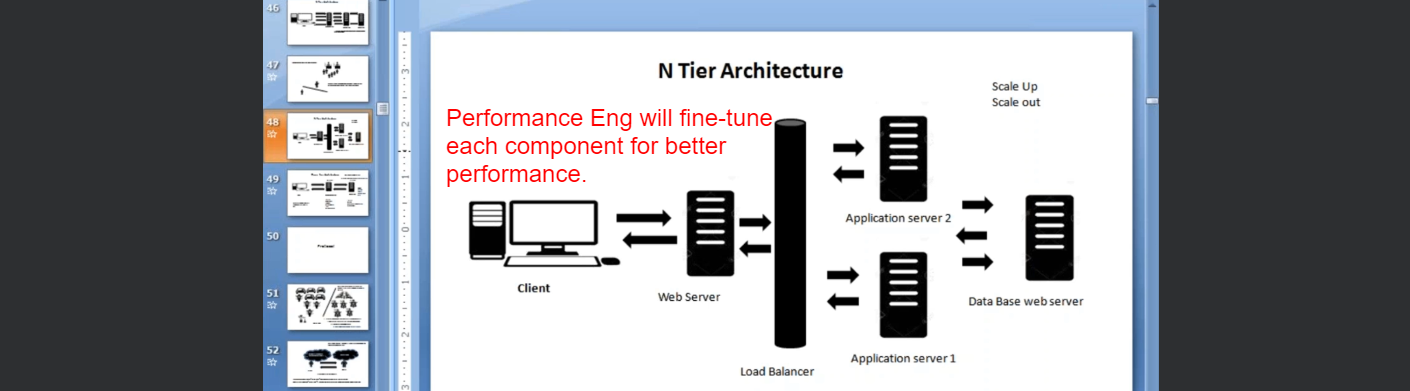 46
47
48
49
50
51
52
N Tier Architecture
Scale Up
Scale out
Performance Eng will fine-tune
each component for better
performance.
Application server 2
Client
Web Server
Data Base web server
Application server 1
Load Balancer